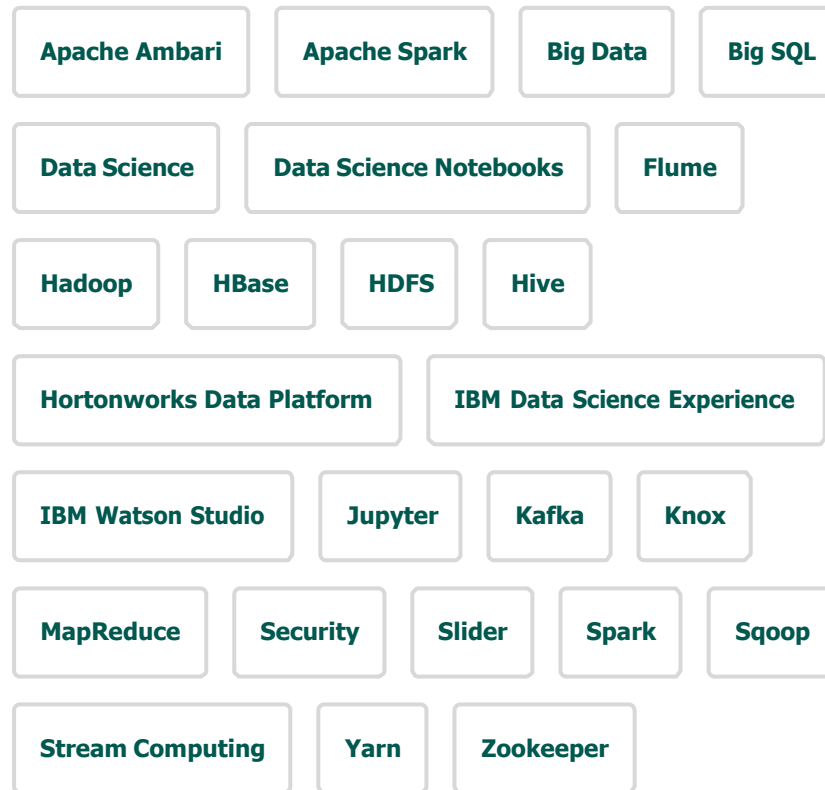 Apache Ambari Apache Spark Big Data Big SQL
Data Science Data Science Notebooks Flume
Hadoop HBase HDFS Hive
Hortonworks Data Platform IBM Data Science Experience
IBM Watson Studio Jupyter Kafka Knox
MapReduce Security Slider Spark Sqoop
Stream Computing Yarn Zookeeper